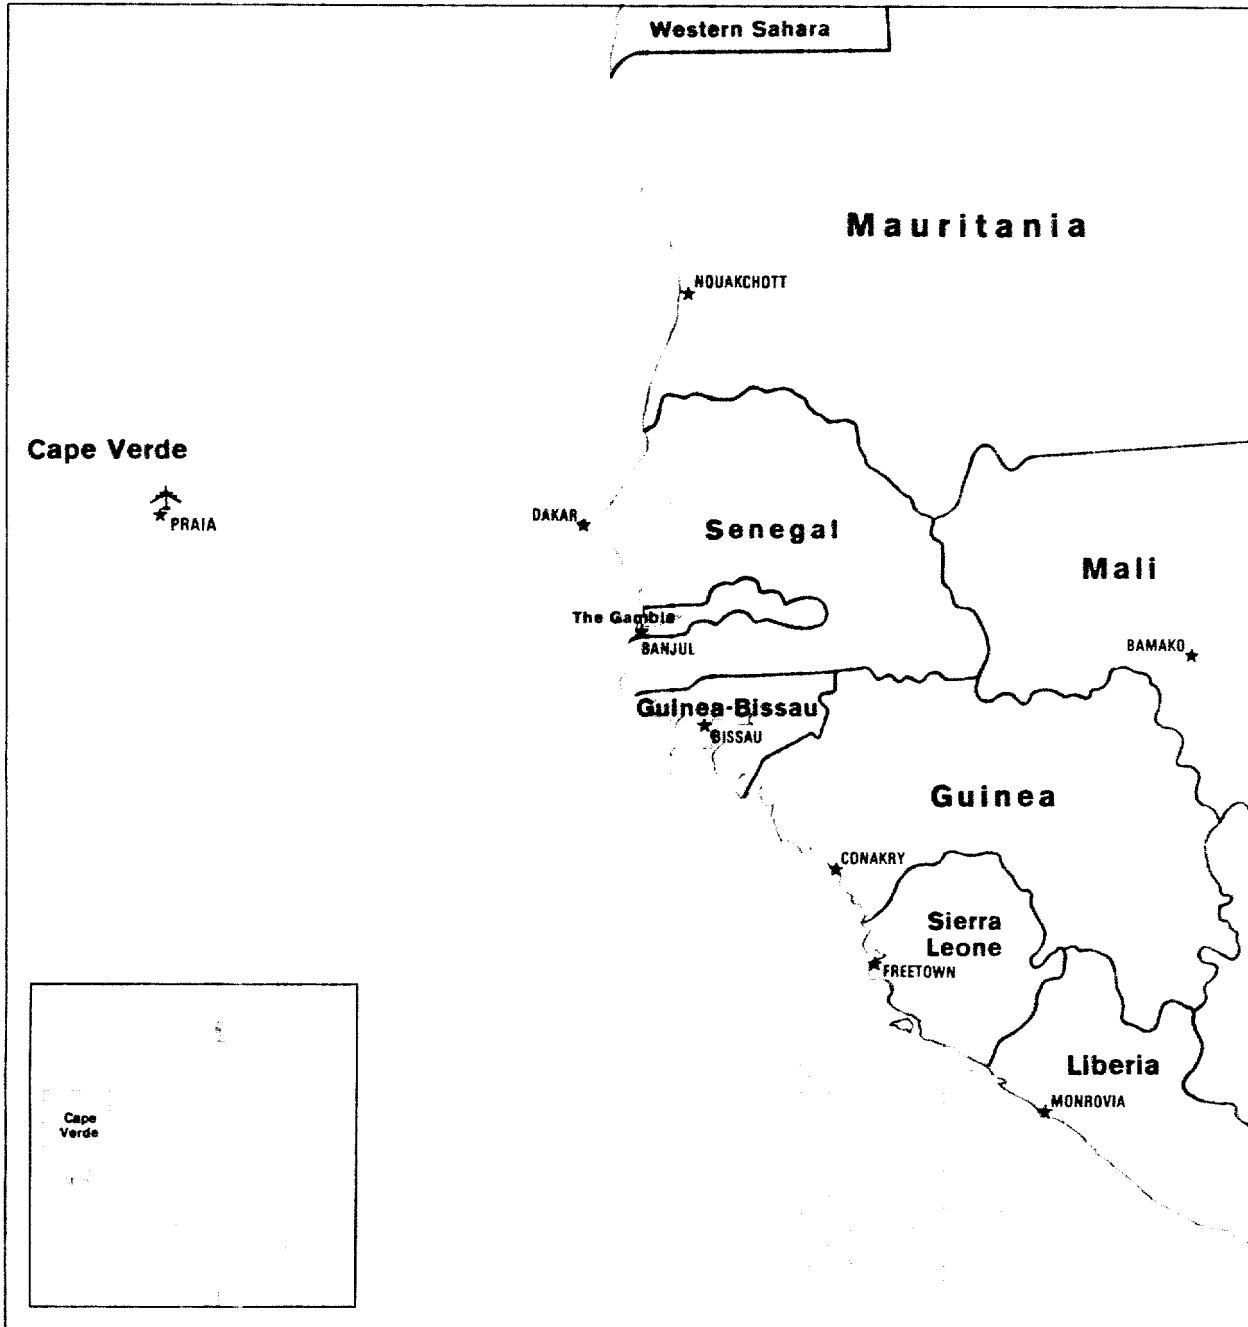 Western Sahara
Mauritania
NOUAKCHOTT
Cape Verde
PRAIA
DAKAR
Senegal
Mali
The Gambia
BANJUL
BAMAKO
Guinea-Bissau
BISSAU
Guinea
CONAKRY
Sierra
Leone
FREETOWN
Liberia
MONROVIA
Cape
Verde